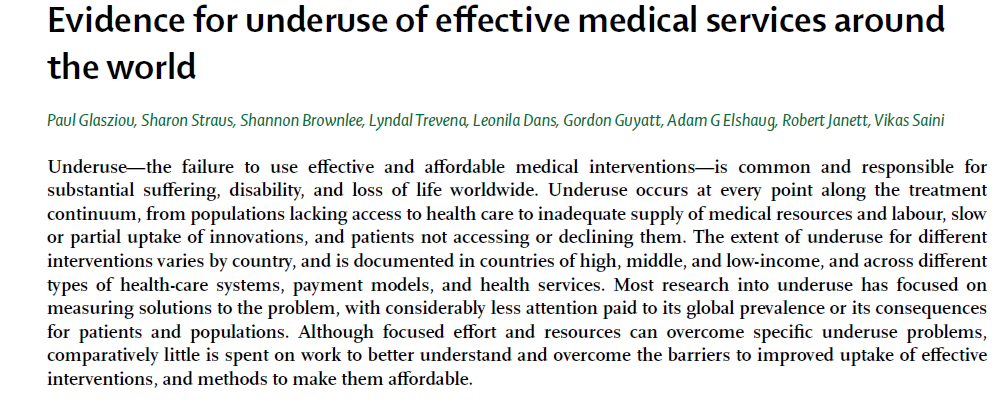 Evidence for underuse of effective medical services around
the world
Paul Glasziou, Sharon Straus, Shannon Brownlee, Lyndal Trevena, Leonila Dans, Gordon Guyatt, Adam G Elshaug, Robert Janett, Vikas Saini
Underuse—the failure to use effective and affordable medical interventions—is common and responsible for
substantial suffering, disability, and loss of life worldwide. Underuse occurs at every point along the treatment
continuum, from populations lacking access to health care to inadequate supply of medical resources and labour, slow
or partial uptake of innovations, and patients not accessing or declining them. The extent of underuse for different
interventions varies by country, and is documented in countries of high, middle, and low-income, and across different
types of health-care systems, payment models, and health services. Most research into underuse has focused on
measuring solutions to the problem, with considerably less attention paid to its global prevalence or its consequences
for patients and populations. Although focused effort and resources can overcome specific underuse problems,
comparatively little is spent on work to better understand and overcome the barriers to improved uptake of effective
interventions, and methods to make them affordable.